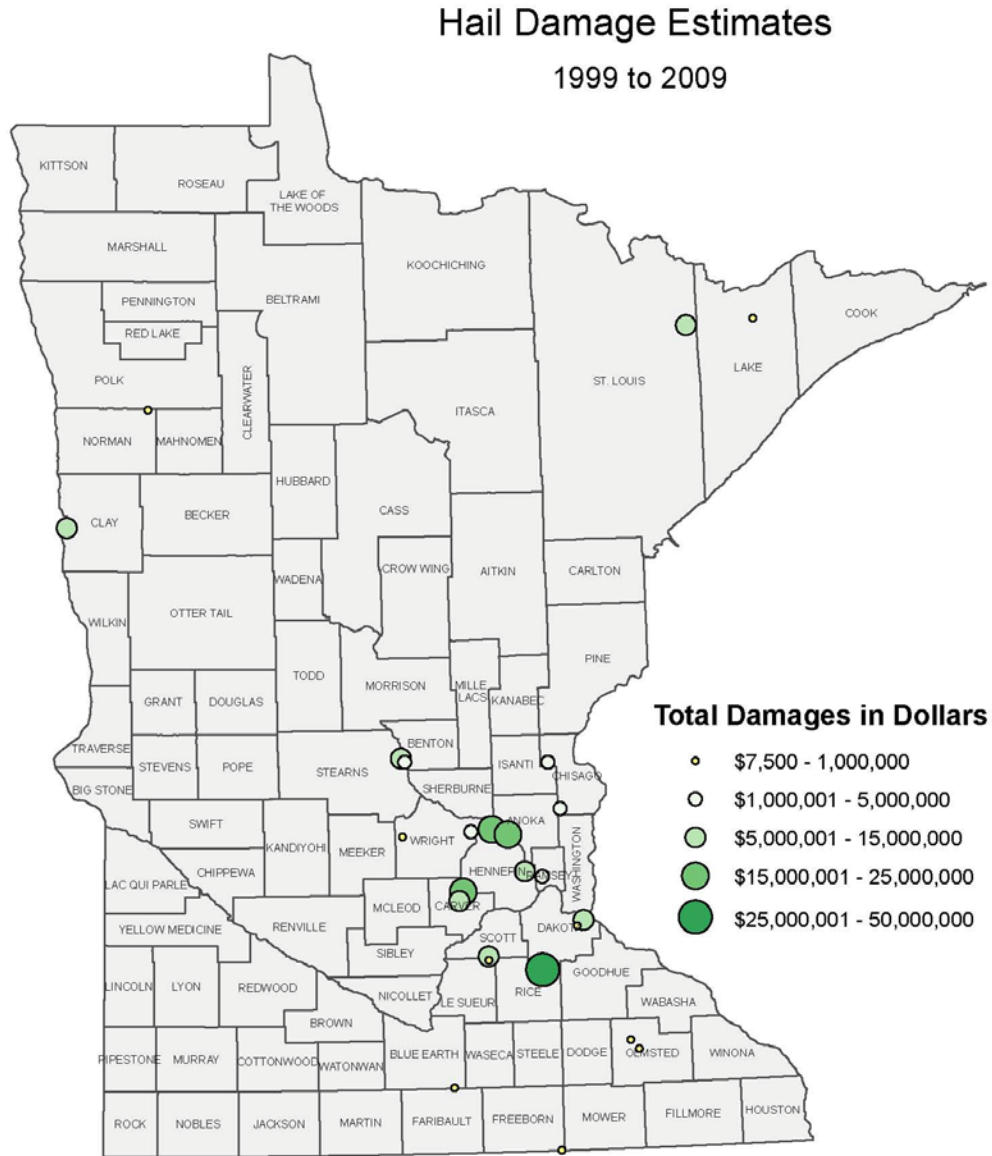 Hail Damage Estimates
1999 to 2009
KITTSON
ROSEAU
LAKE OF
THE WOODS
MARSHALL
KOOCHICHING
PENNINGTON
BELTRAMI
RED LAKE
COOK
POLK
ST. LOUIS
LAKE
CLEARWATER
ITASCA
NORMAN
MAHNOMEN
HUBBARD
CLAY
BECKER
CASS
WADENA
CROW WING
AITKIN
CARLTON
WILKIN
OTTER TAIL
TODD
PINE
GRANT
DOUGLAS
MORRISON
MILLE
LACS
KANABEC
TRAVERSE
STEVENS
POPE
STEARNS
BENTON
ISANTI
CHISAGO
BIG STONE
SHERBURNE
SWIFT
ANOKA
WRIGHT
KANDIYOHI
MEEKER
WASHINGTON
CHIPPEWA
HENNEPIN
RAMSEY
LAC QUI PARLE
MCLEOD
CARVER
YELLOW MEDICINE
RENVILLE
DAKOTA
SCOTT
SIBLEY
LINCOLN
LYON
REDWOOD
NICOLLET
LE SUEUR
RICE
GOODHUE
WABASHA
BROWN
PIPESTONE
MURRAY
COTTONWOOD
WATONWAN
BLUE EARTH
WASECA
STEELE
DODGE
OLMSTED
WINONA
ROCK
NOBLES
JACKSON
MARTIN
FARIBAULT
FREEBORN
MOWER
FILLMORE
HOUSTON
Total Damages in Dollars
$7,500 - 1,000,000
$1,000,001 - 5,000,000
$5,000,001 - 15,000,000
$15,000,001 - 25,000,000
$25,000,001 - 50,000,000